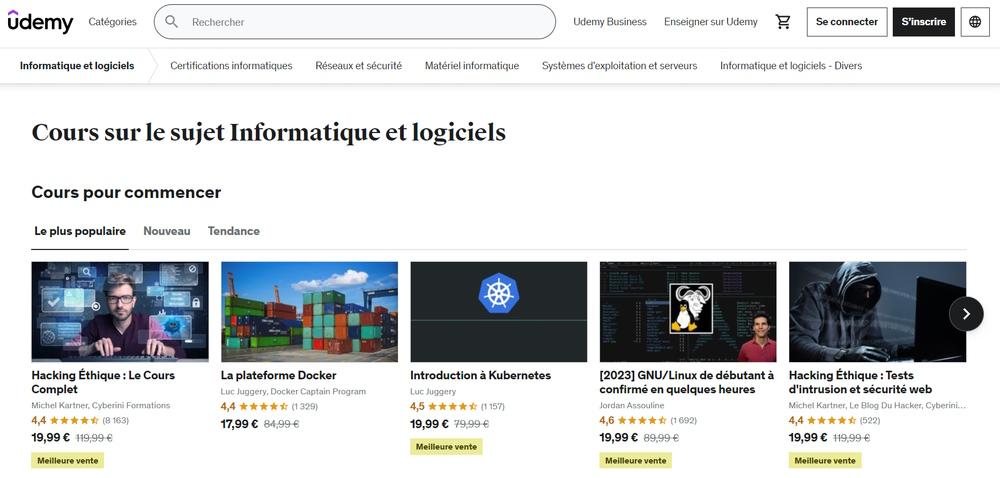 ûdemy
Catégories
Rechercher
Udemy Business
Enseigner sur Udemy
Se connecter
S'inscrire
Informatique et logiciels
Certifications informatiques
Réseaux et sécurité
Matériel informatique
Systèmes d'exploitation et serveurs
Informatique et logiciels - Divers
Cours sur le sujet Informatique et logiciels
Cours pour commencer
Le plus populaire
Nouveau
Tendance
Hacking Éthique : Le Cours
Complet
Michel Kartner, Cyberini Formations
4,4 (8 163)
19,99 € 119,99 €
Meilleure vente
La plateforme Docker
Luc Juggery, Docker Captain Program
4,4 (1 329)
17,99 € 84,99 €
Introduction à Kubernetes
Luc Juggery
4,5 (1 157)
19,99 € 79,99 €
Meilleure vente
[2023] GNU/Linux de débutant à
confirmé en quelques heures
Jordan Assouline
4,6 (1 692)
19,99 € 89,99 €
Meilleure vente
Hacking Éthique : Tests
d'intrusion et sécurité web
Michel Kartner, Le Blog Du Hacker, Cyberini...
4,4 (522)
19,99 € 119,99 €
Meilleure vente